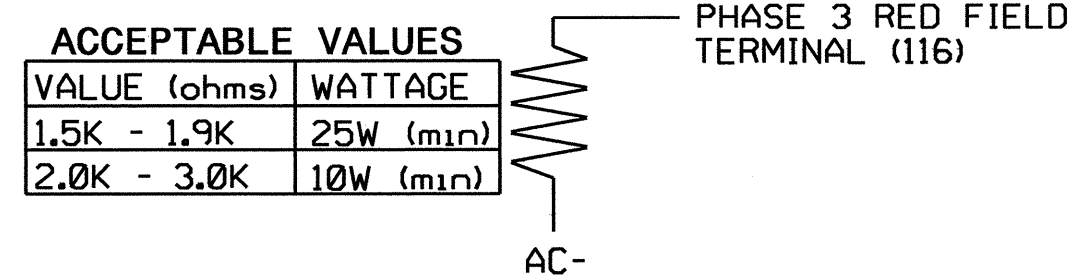 ACCEPTABLE VALUES
VALUE (ohms) WATTAGE
1.5K - 1.9K 25W (min)
2.0K - 3.0K 10W (min)
PHASE 3 RED FIELD
TERMINAL (116)
AC-